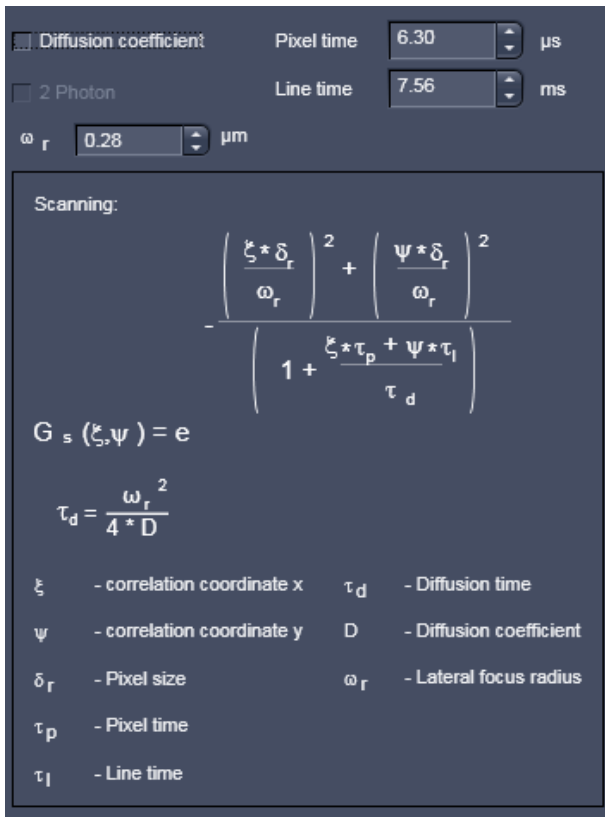 Diffusion coefficient Pixel time 6.30 µs
2 Photon Line time 7.56 ms
ω r 0.28 µm
Scanning:
G s (ξ,ψ ) = e - ( ( ξ * δr / ωr ) 2 + ( ψ * δr / ωr ) 2 ) / ( 1 + ( ξ * τp + ψ * τl ) / τ d )
τd = ωr 2 / 4 * D
ξ - correlation coordinate x τd - Diffusion time
ψ - correlation coordinate y D - Diffusion coefficient
δr - Pixel size ωr - Lateral focus radius
τp - Pixel time
τl - Line time